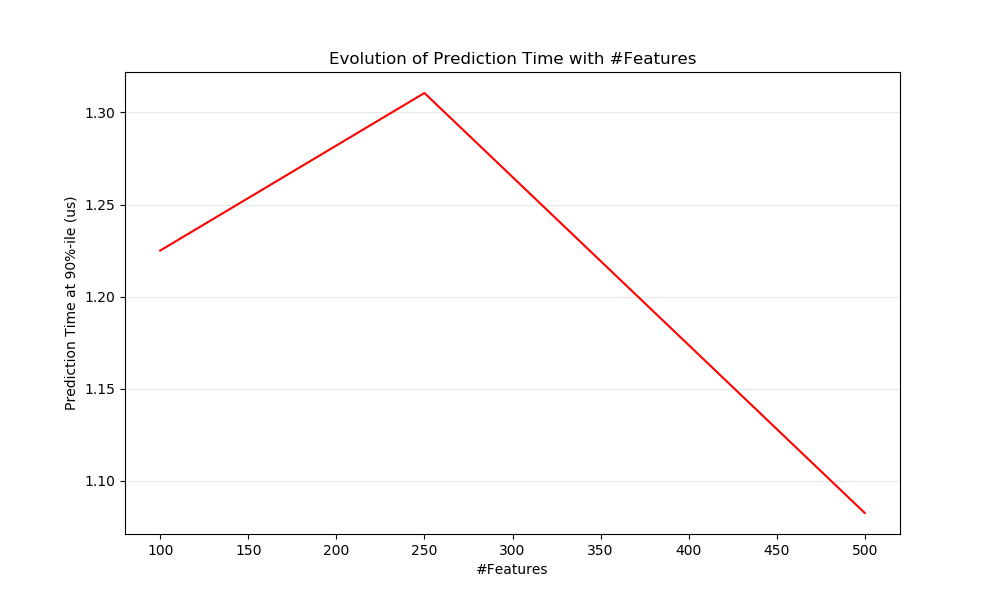 Evolution of Prediction Time with #Features
Prediction Time at 90%-ile (us)
1.30
1.25
1.20
1.15
1.10
100 150 200 250 300 350 400 450 500
#Features